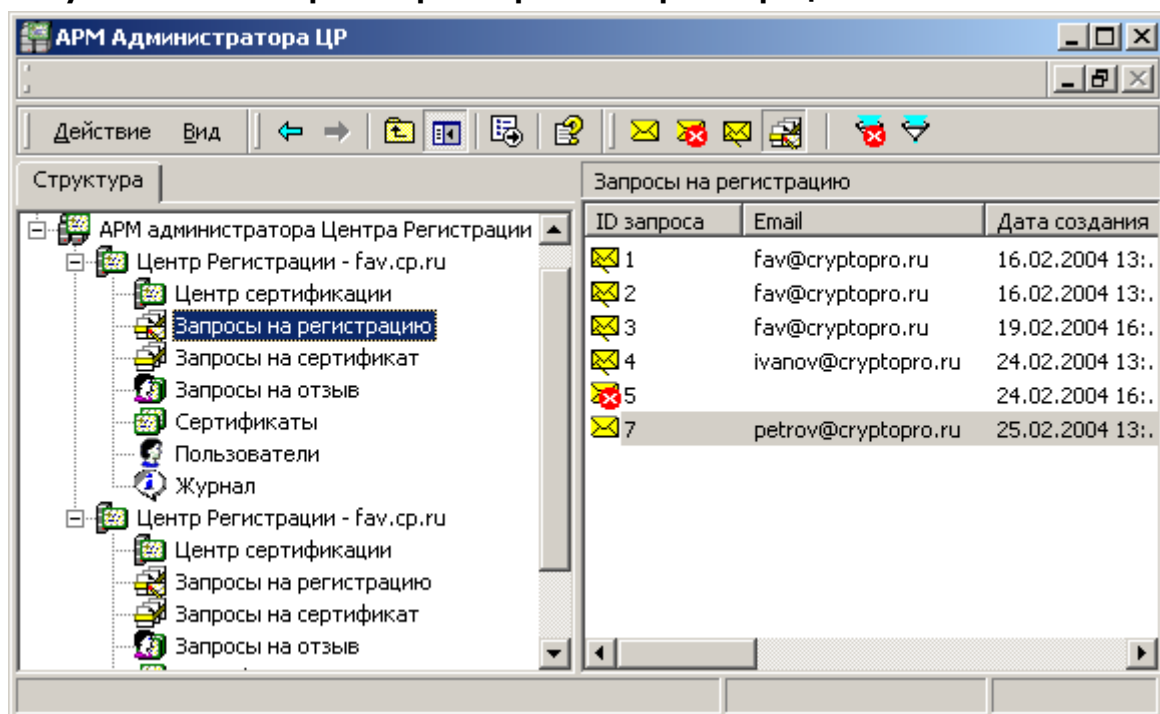 АРМ Администратора ЦР
Действие Вид
Структура
Запросы на регистрацию
АРМ администратора Центра Регистрации
Центр Регистрации - fav.cp.ru
Центр сертификации
Запросы на регистрацию
Запросы на сертификат
Запросы на отзыв
Сертификаты
Пользователи
Журнал
Центр Регистрации - fav.cp.ru
Центр сертификации
Запросы на регистрацию
Запросы на сертификат
Запросы на отзыв
ID запроса Email Дата создания
1 fav@cryptopro.ru 16.02.2004 13:.
2 fav@cryptopro.ru 16.02.2004 13:.
3 fav@cryptopro.ru 19.02.2004 16:.
4 ivanov@cryptopro.ru 24.02.2004 13:.
5 24.02.2004 16:.
7 petrov@cryptopro.ru 25.02.2004 13:.